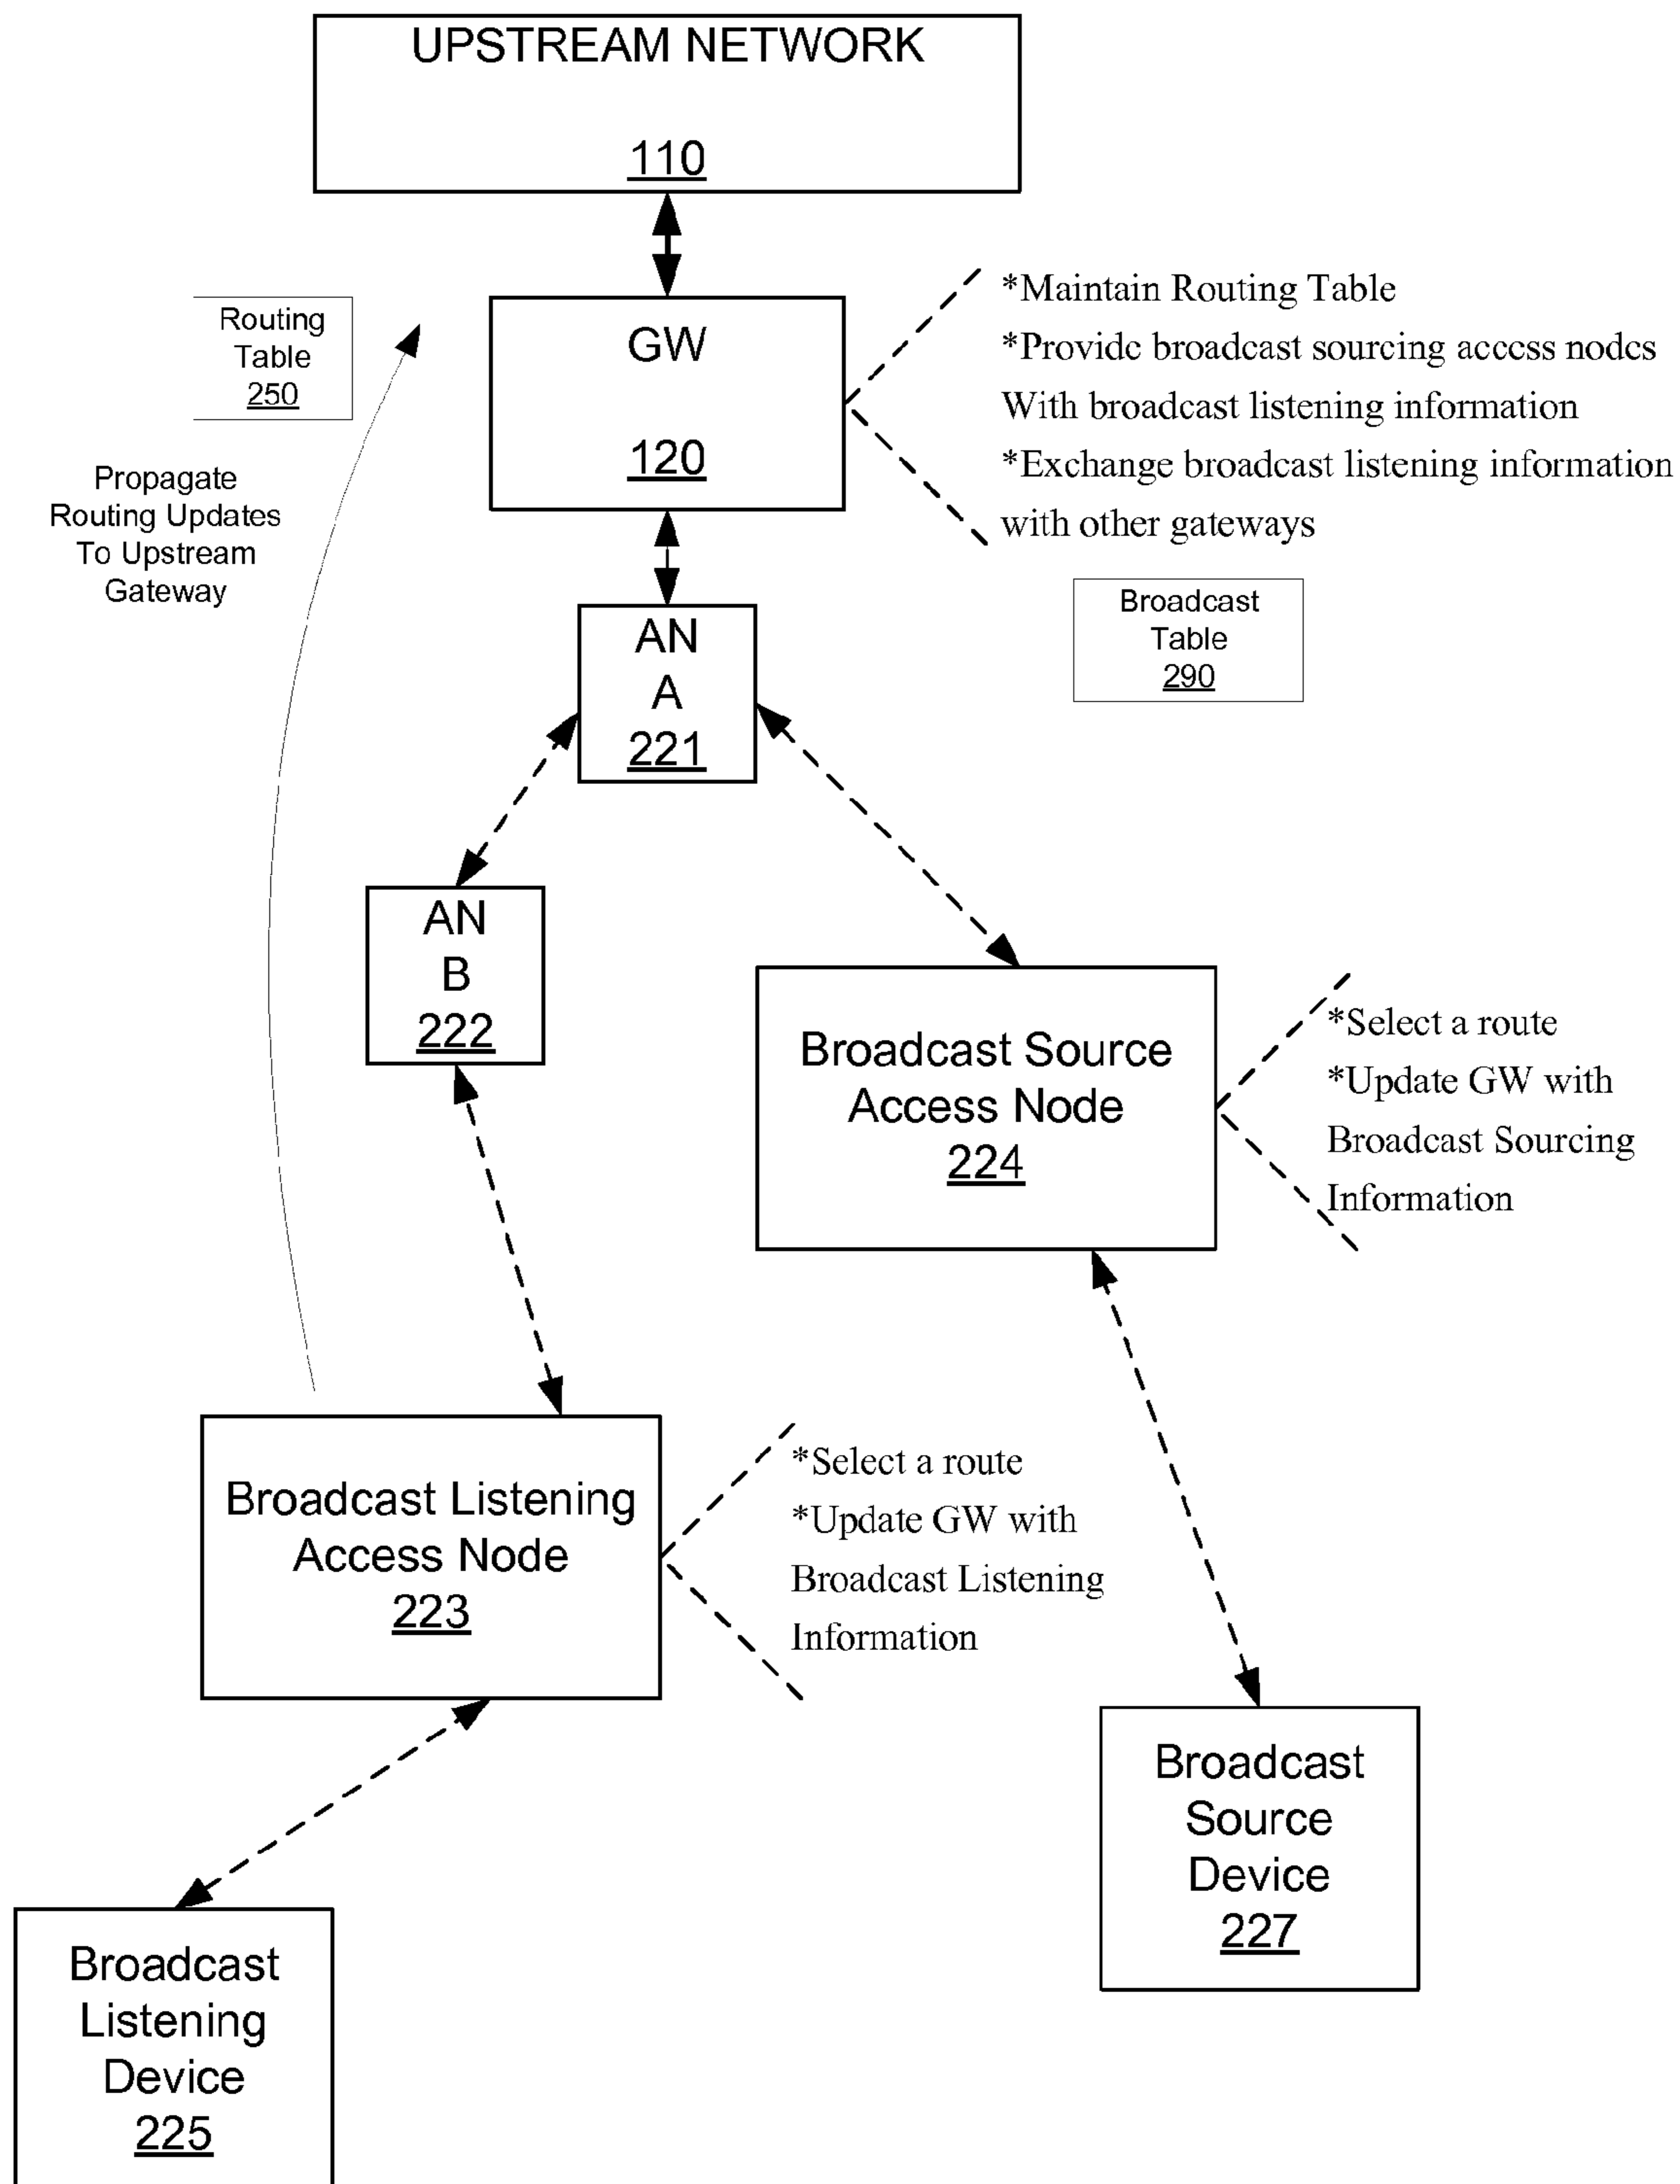 UPSTREAM NETWORK
110
Routing
Table
250
GW
120
*Maintain Routing Table
*Provide broadcast sourcing access nodes
With broadcast listening information
*Exchange broadcast listening information
with other gateways
Propagate
Routing Updates
To Upstream
Gateway
Broadcast
Table
290
AN
A
221
AN
B
222
Broadcast Source
Access Node
224
*Select a route
*Update GW with
Broadcast Sourcing
Information
Broadcast Listening
Access Node
223
*Select a route
*Update GW with
Broadcast Listening
Information
Broadcast
Source
Device
227
Broadcast
Listening
Device
225